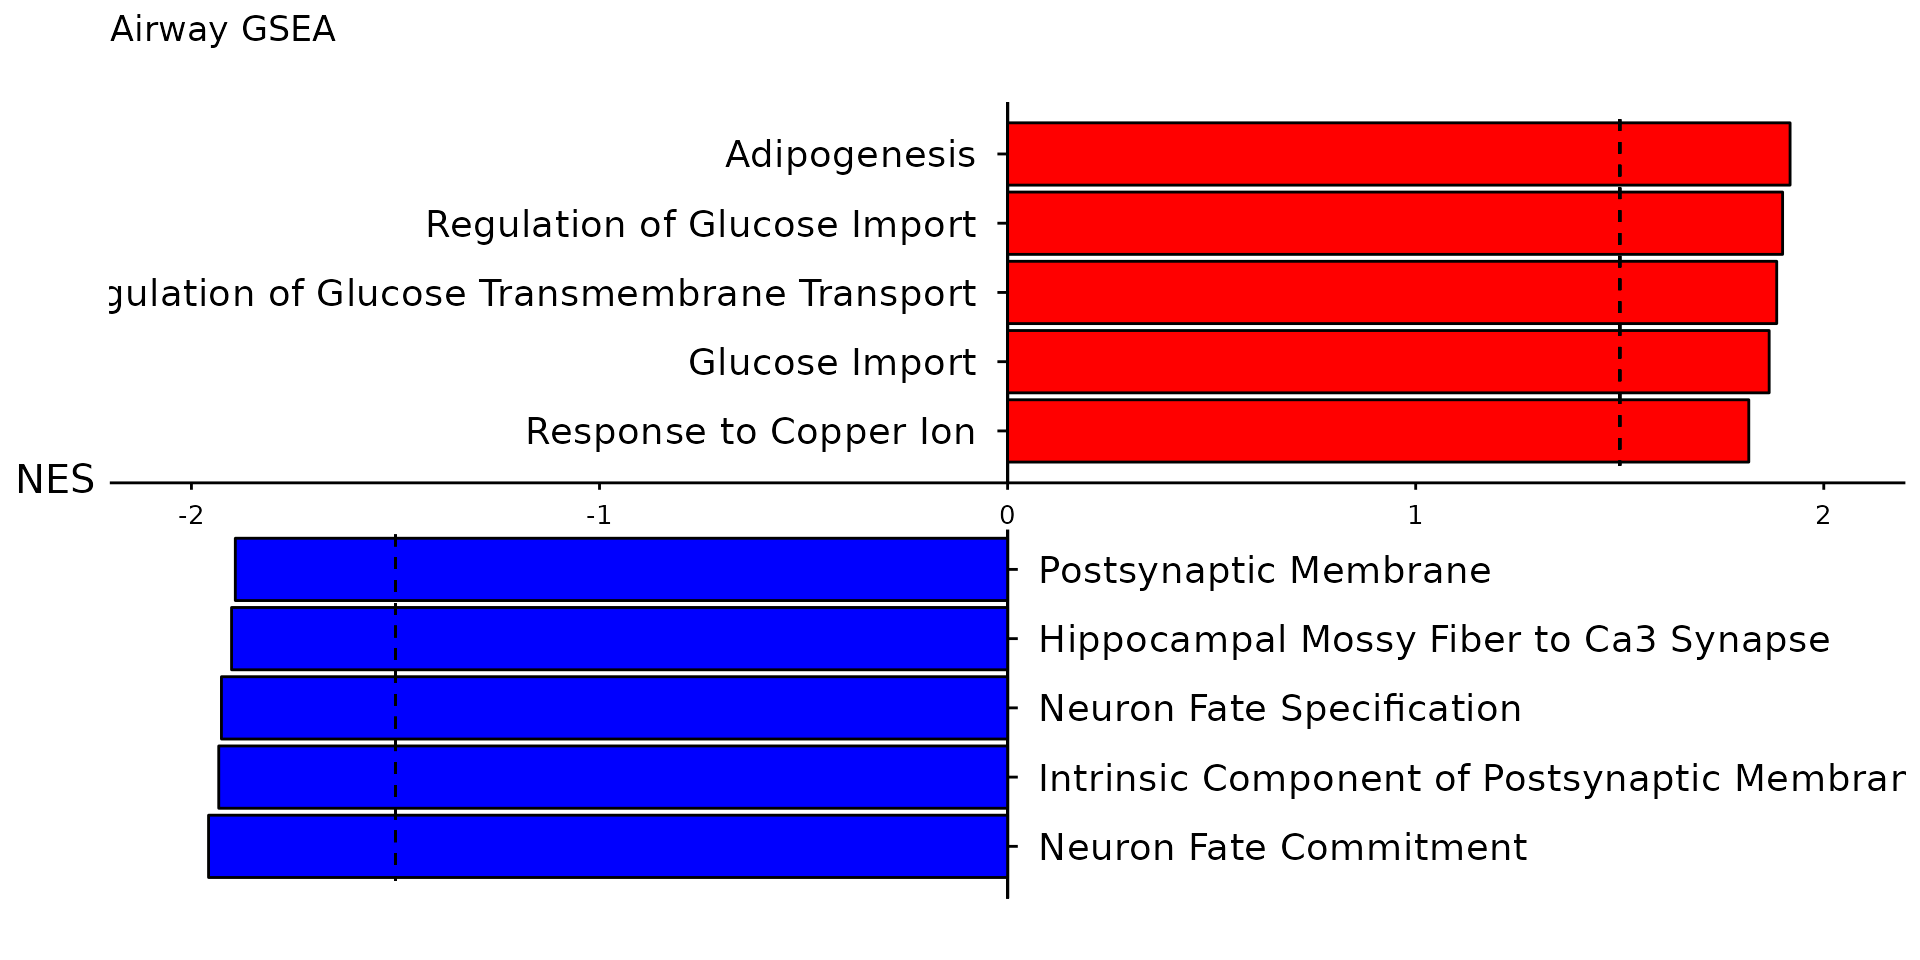 Airway GSEA
Adipogenesis
Regulation of Glucose Import
gulation of Glucose Transmembrane Transport
Glucose Import
Response to Copper Ion
NES
-2 -1 0 1 2
Postsynaptic Membrane
Hippocampal Mossy Fiber to Ca3 Synapse
Neuron Fate Specification
Intrinsic Component of Postsynaptic Membran
Neuron Fate Commitment